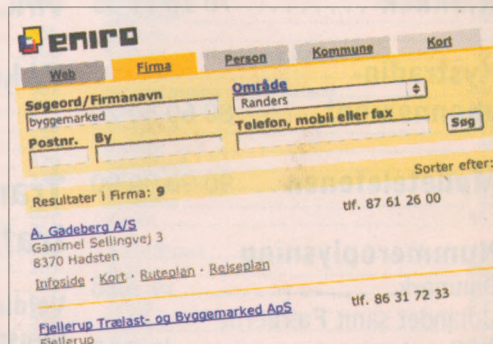 eniro
Web Firma Person Kommune Kort
Søgeord/Firmanavn Område
byggemarked Randers
Postnr. By Telefon, mobil eller fax
Søg
Resultater i Firma: 9 Sorter efter:
A. Gadeberg A/S tlf. 87 61 26 00
Gammel Sellingvej 3
8370 Hadsten
Infoside · Kort · Ruteplan · Rejseplan
Fjellerup Trælast- og Byggemarked ApS tlf. 86 31 72 33
Fjellerup